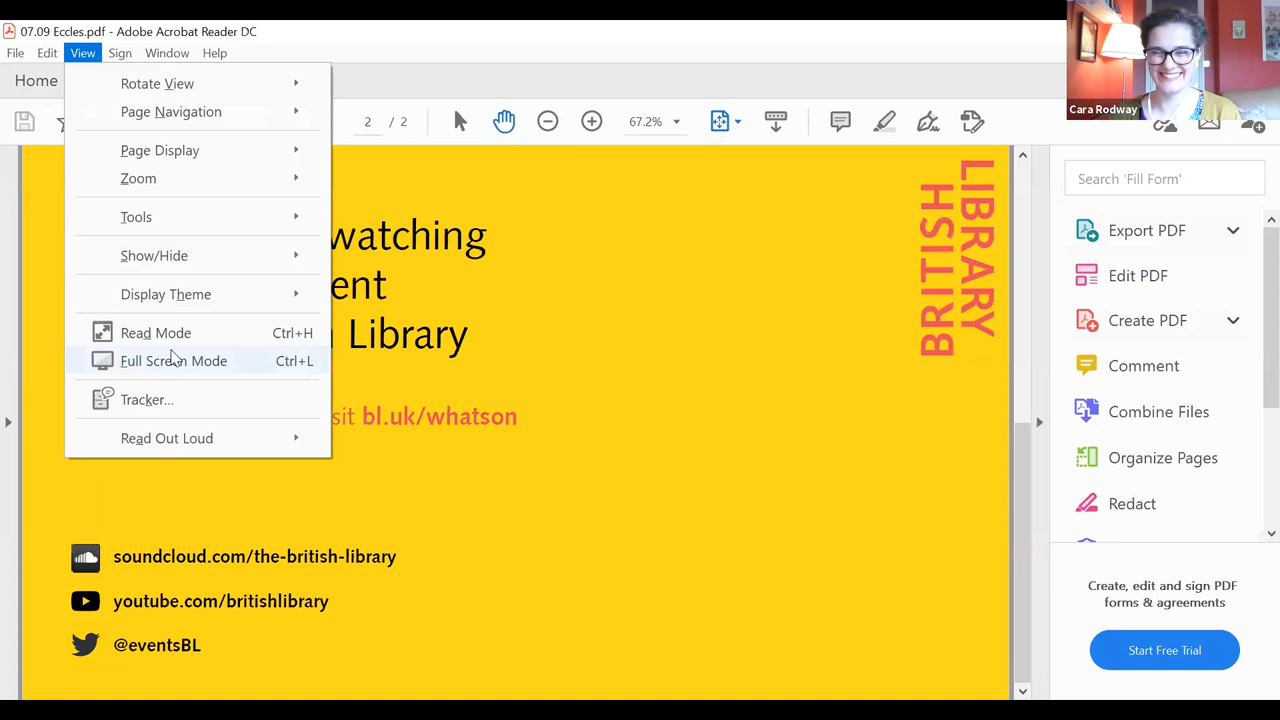 07.09 Eccles.pdf - Adobe Acrobat Reader DC
File Edit View Sign Window Help
Home
Cara Rodway
2 / 2
67.2%
Rotate View
Page Navigation
Page Display
Zoom
Tools
Show/Hide
Display Theme
Read Mode Ctrl+H
Full Screen Mode Ctrl+L
Tracker...
Read Out Loud
watching
ent
Library
sit bl.uk/whatson
soundcloud.com/the-british-library
youtube.com/britishlibrary
@eventsBL
BRITISH
LIBRARY
Search 'Fill Form'
Export PDF
Edit PDF
Create PDF
Comment
Combine Files
Organize Pages
Redact
Create, edit and sign PDF
forms & agreements
Start Free Trial